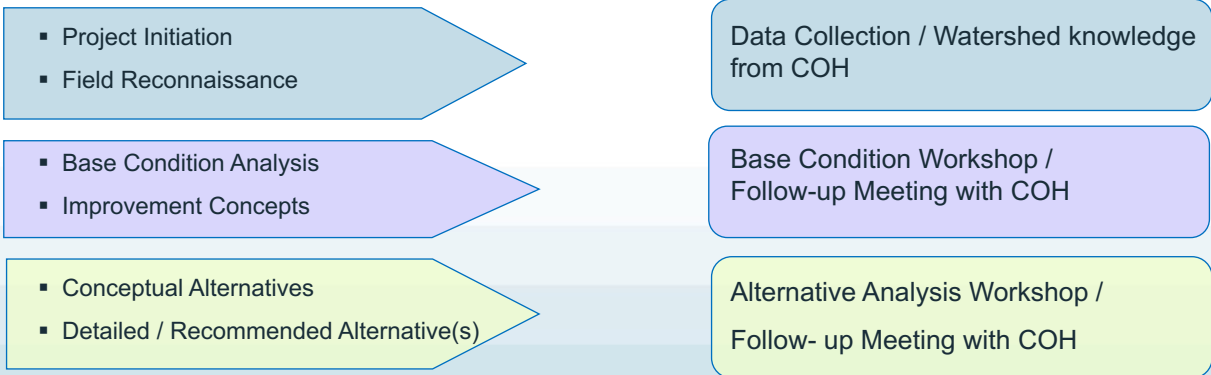 ▪ Project Initiation
▪ Field Reconnaissance
Data Collection / Watershed knowledge
from COH
▪ Base Condition Analysis
▪ Improvement Concepts
Base Condition Workshop /
Follow-up Meeting with COH
▪ Conceptual Alternatives
▪ Detailed / Recommended Alternative(s)
Alternative Analysis Workshop /
Follow- up Meeting with COH